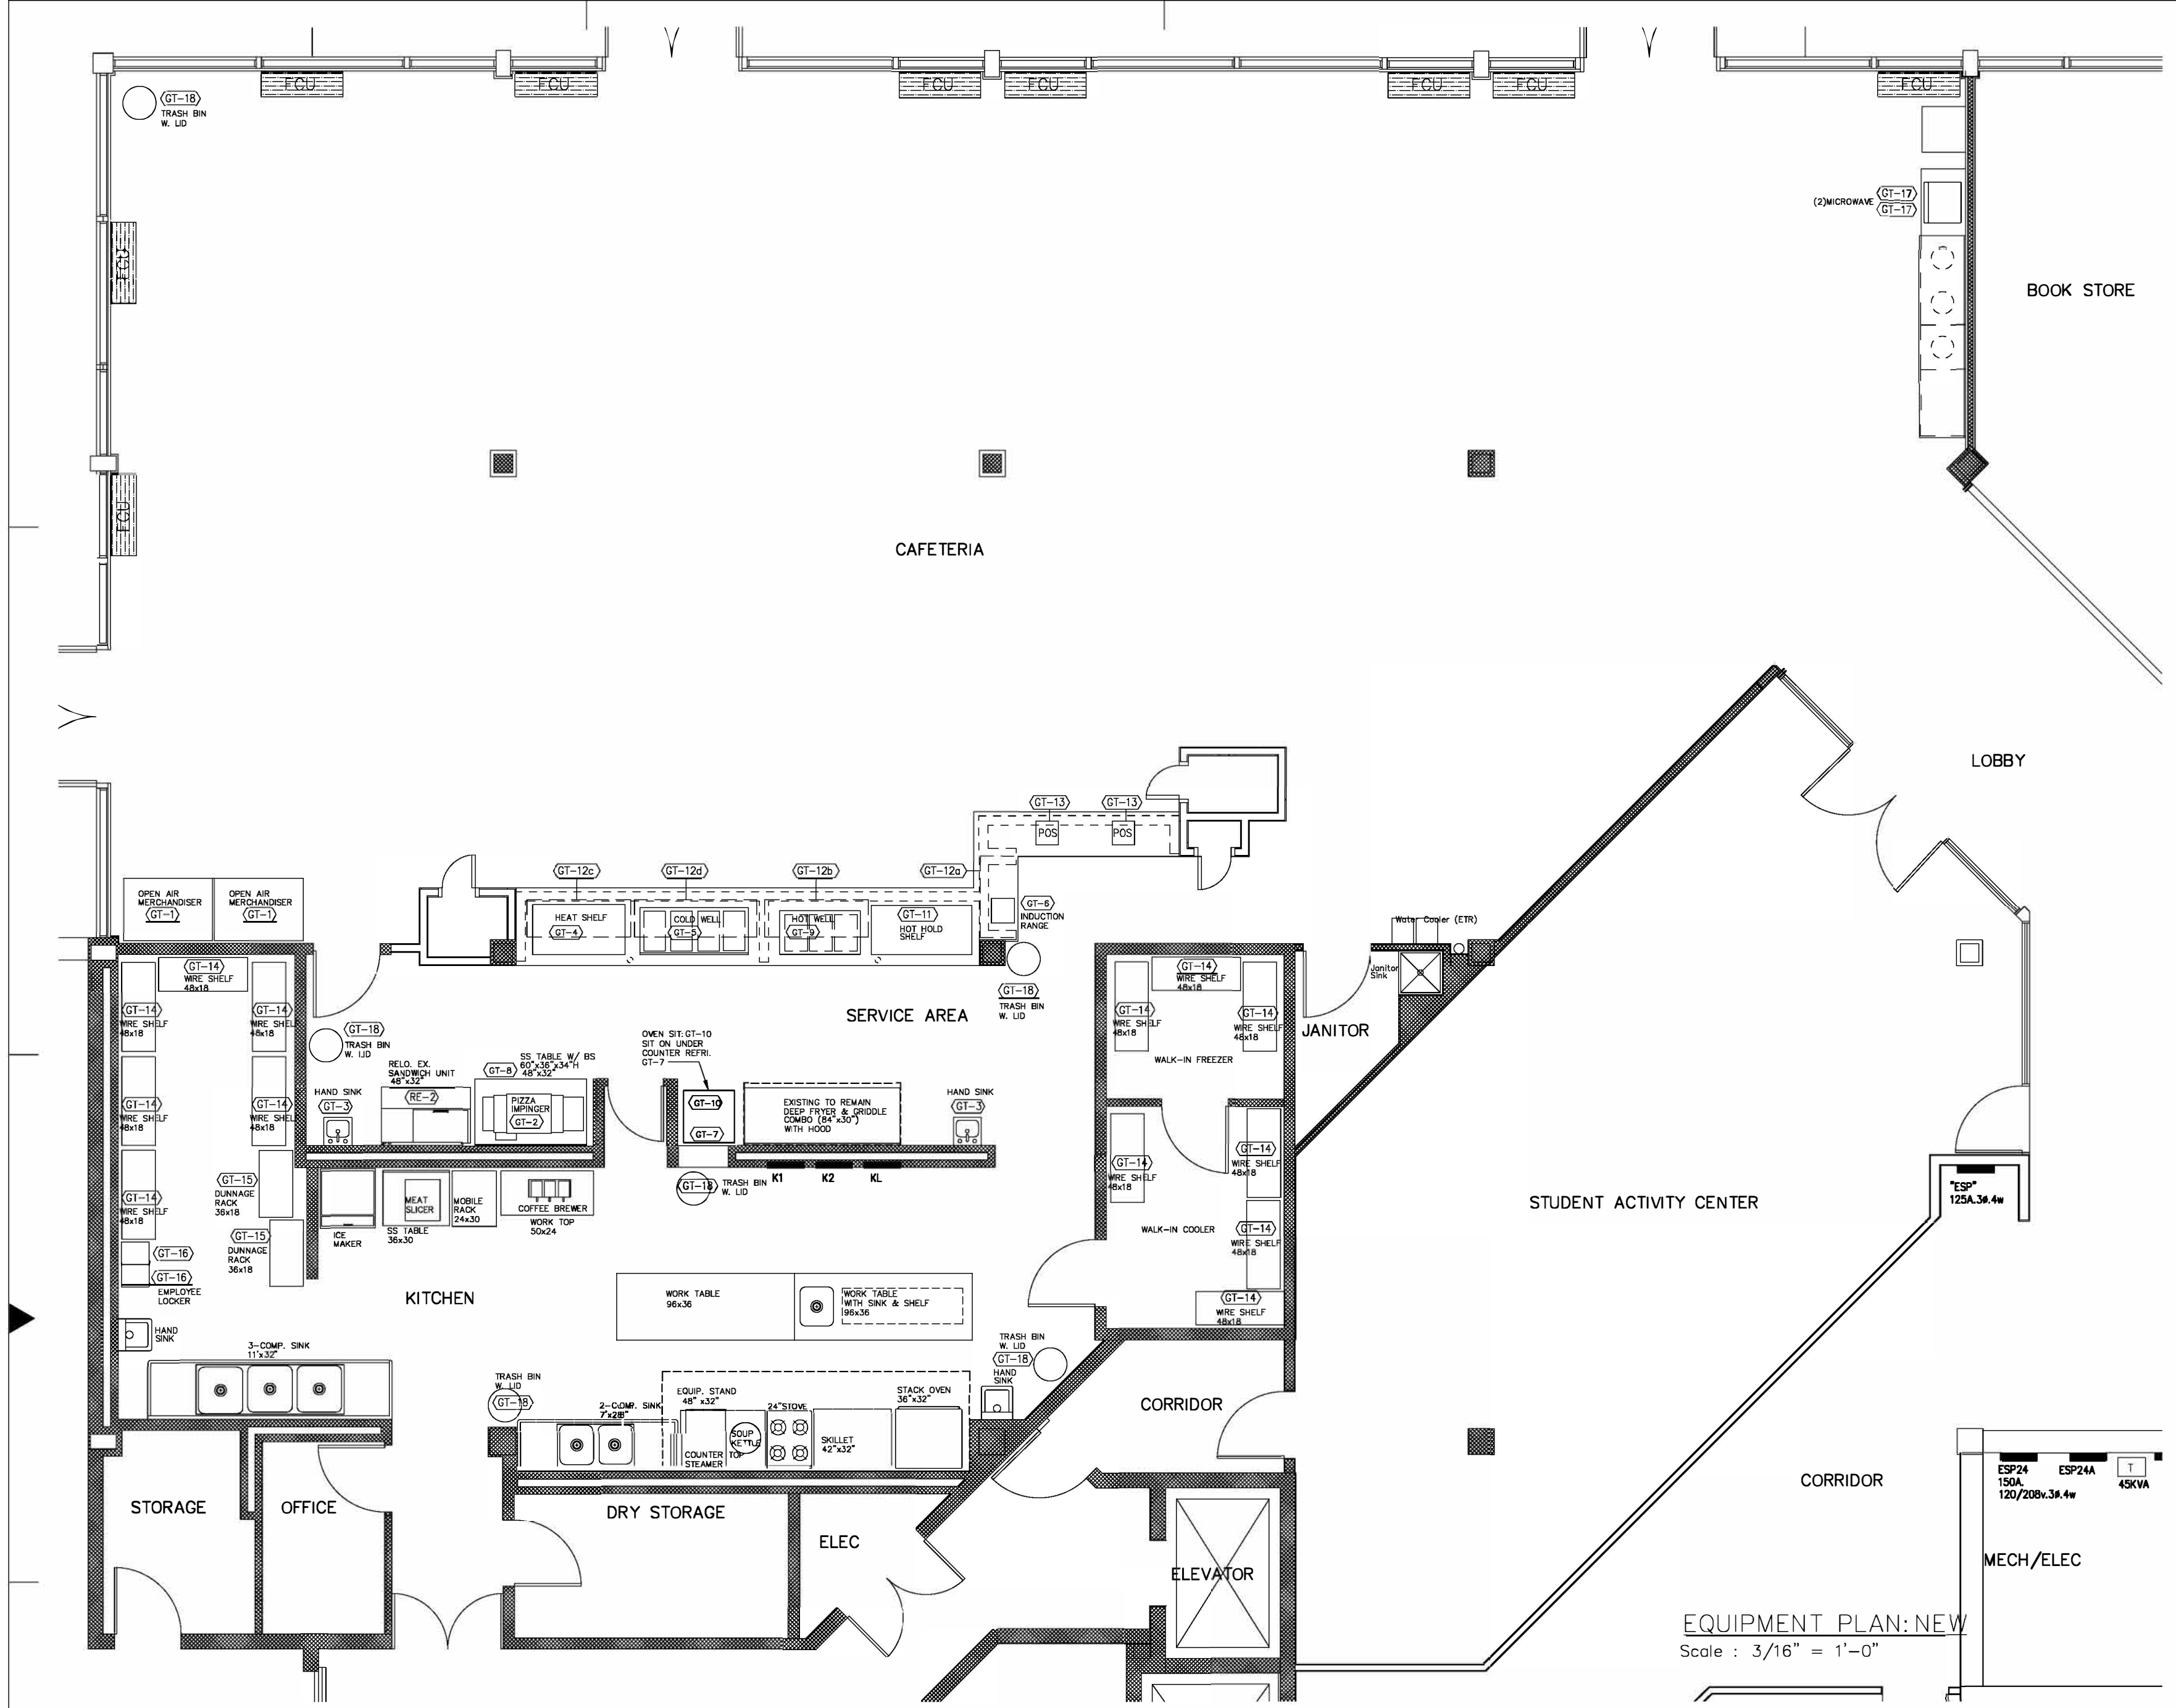 FCU
FCU
FCU
FCU
FCU
FCU
FCU
GT-18
TRASH BIN
W. LID
(2)MICROWAVE
GT-17
GT-17
FCU
BOOK STORE
FCU
CAFETERIA
LOBBY
GT-13
GT-13
POS
POS
GT-12c
GT-12d
GT-12b
GT-12a
OPEN AIR
MERCHANDISER
GT-1
OPEN AIR
MERCHANDISER
GT-1
HEAT SHELF
GT-4
COLD WELL
GT-5
HOT WELL
GT-9
GT-11
HOT HOLD
SHELF
GT-6
INDUCTION
RANGE
Water Cooler (ETR)
GT-14
WIRE SHELF
48x18
GT-14
WIRE SHELF
48x18
Janitor
Sink
GT-18
TRASH BIN
W. LID
GT-14
WIRE SHELF
48x18
GT-14
WIRE SHELF
48x18
SERVICE AREA
GT-14
WIRE SHELF
48x18
GT-14
WIRE SHELF
48x18
JANITOR
GT-18
TRASH BIN
W. LID
OVEN SIT: GT-10
SIT ON UNDER
COUNTER REFRI.
GT-7
WALK-IN FREEZER
RELO. EX.
SANDWICH UNIT
48"x32"
GT-8
SS TABLE W/ BS
60"x36"x34"H
48"x32"
HAND SINK
GT-3
RE-2
PIZZA
IMPINGER
GT-2
GT-10
GT-7
EXISTING TO REMAIN
DEEP FRYER & GRIDDLE
COMBO (84"x30")
WITH HOOD
HAND SINK
GT-3
GT-14
WIRE SHELF
48x18
GT-14
WIRE SHELF
48x18
GT-14
WIRE SHELF
48x18
GT-14
WIRE SHELF
48x18
GT-15
DUNNAGE
RACK
36x18
GT-18
TRASH BIN
W. LID
K1
K2
KL
"ESP"
125A.3ø.4w
GT-14
WIRE SHELF
48x18
MEAT
SLICER
MOBILE
RACK
24x30
COFFEE BREWER
WORK TOP
50x24
STUDENT ACTIVITY CENTER
ICE
MAKER
SS TABLE
36x30
GT-15
DUNNAGE
RACK
36x18
WALK-IN COOLER
GT-14
WIRE SHELF
48x18
GT-16
GT-16
EMPLOYEE
LOCKER
KITCHEN
WORK TABLE
96x36
WORK TABLE
WITH SINK & SHELF
96x36
GT-14
WIRE SHELF
48x18
HAND
SINK
3-COMP. SINK
11'x32"
TRASH BIN
W. LID
GT-18
HAND
SINK
TRASH BIN
W. LID
GT-18
EQUIP. STAND
48" x32"
STACK OVEN
36"x32"
2-COMP. SINK
7'x28"
24"STOVE
SOUP
KETTLE
COUNTER TOP
STEAMER
SKILLET
42"x32"
CORRIDOR
STORAGE
OFFICE
DRY STORAGE
ELEC
ELEVATOR
CORRIDOR
ESP24
150A.
120/208v.3ø.4w
ESP24A
T
45KVA
MECH/ELEC
EQUIPMENT PLAN: NEW
Scale : 3/16" = 1'-0"